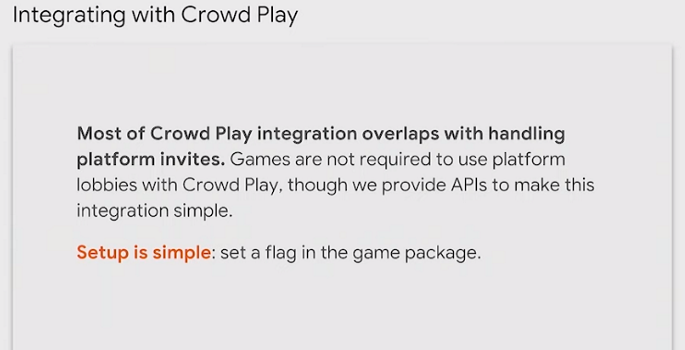 Integrating with Crowd Play
Most of Crowd Play integration overlaps with handling
platform invites. Games are not required to use platform
lobbies with Crowd Play, though we provide APIs to make this
integration simple.
Setup is simple: set a flag in the game package.